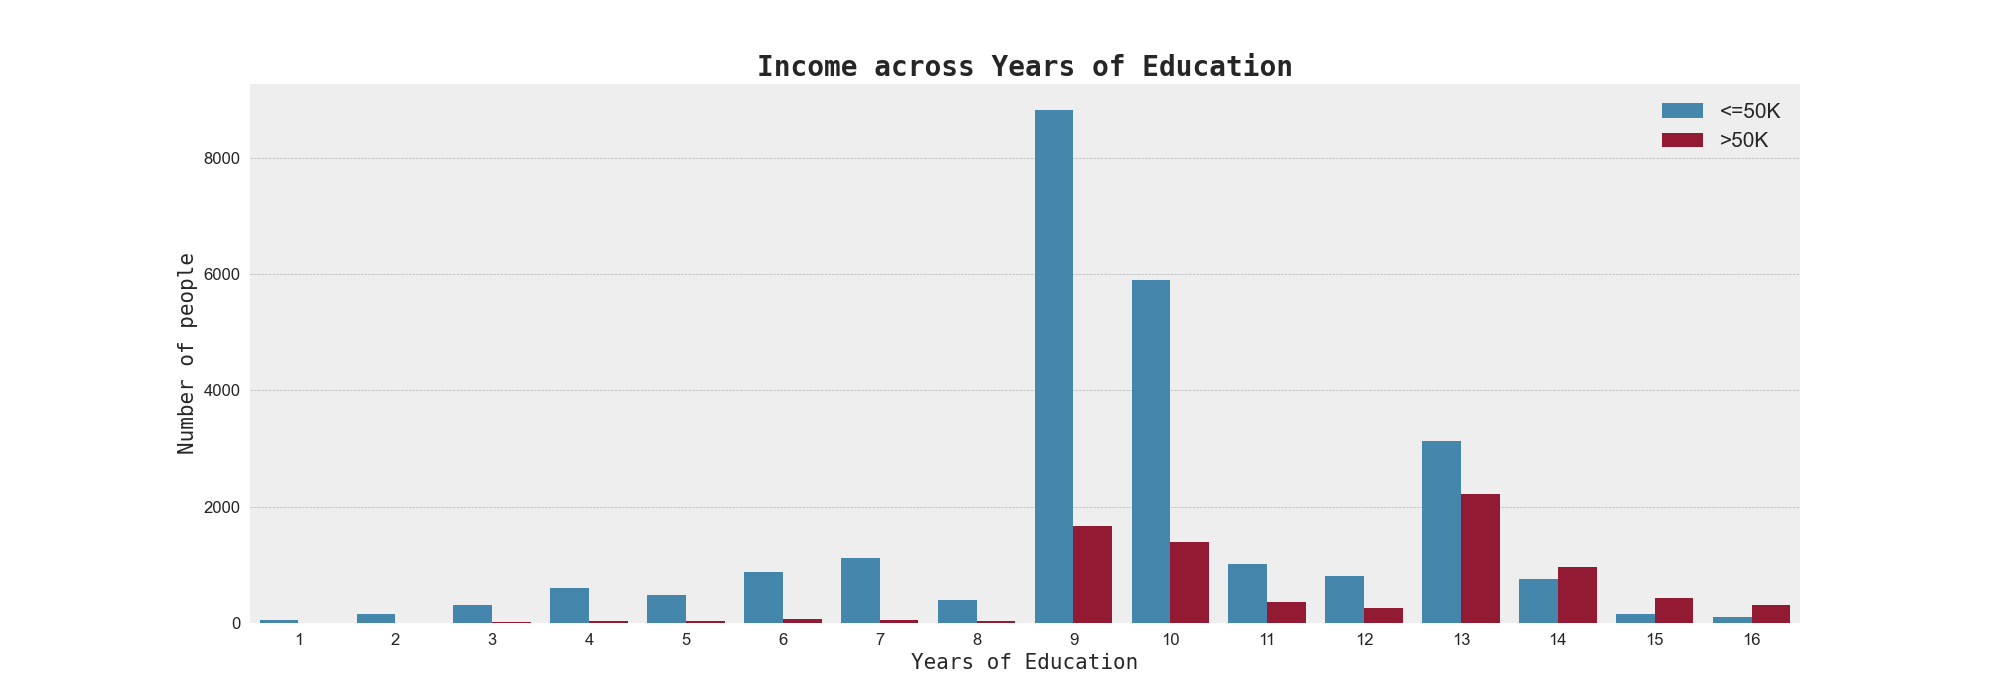 Income across Years of Education
<=50K
>50K
8000
6000
4000
2000
0
Number of people
1 2 3 4 5 6 7 8 9 10 11 12 13 14 15 16
Years of Education